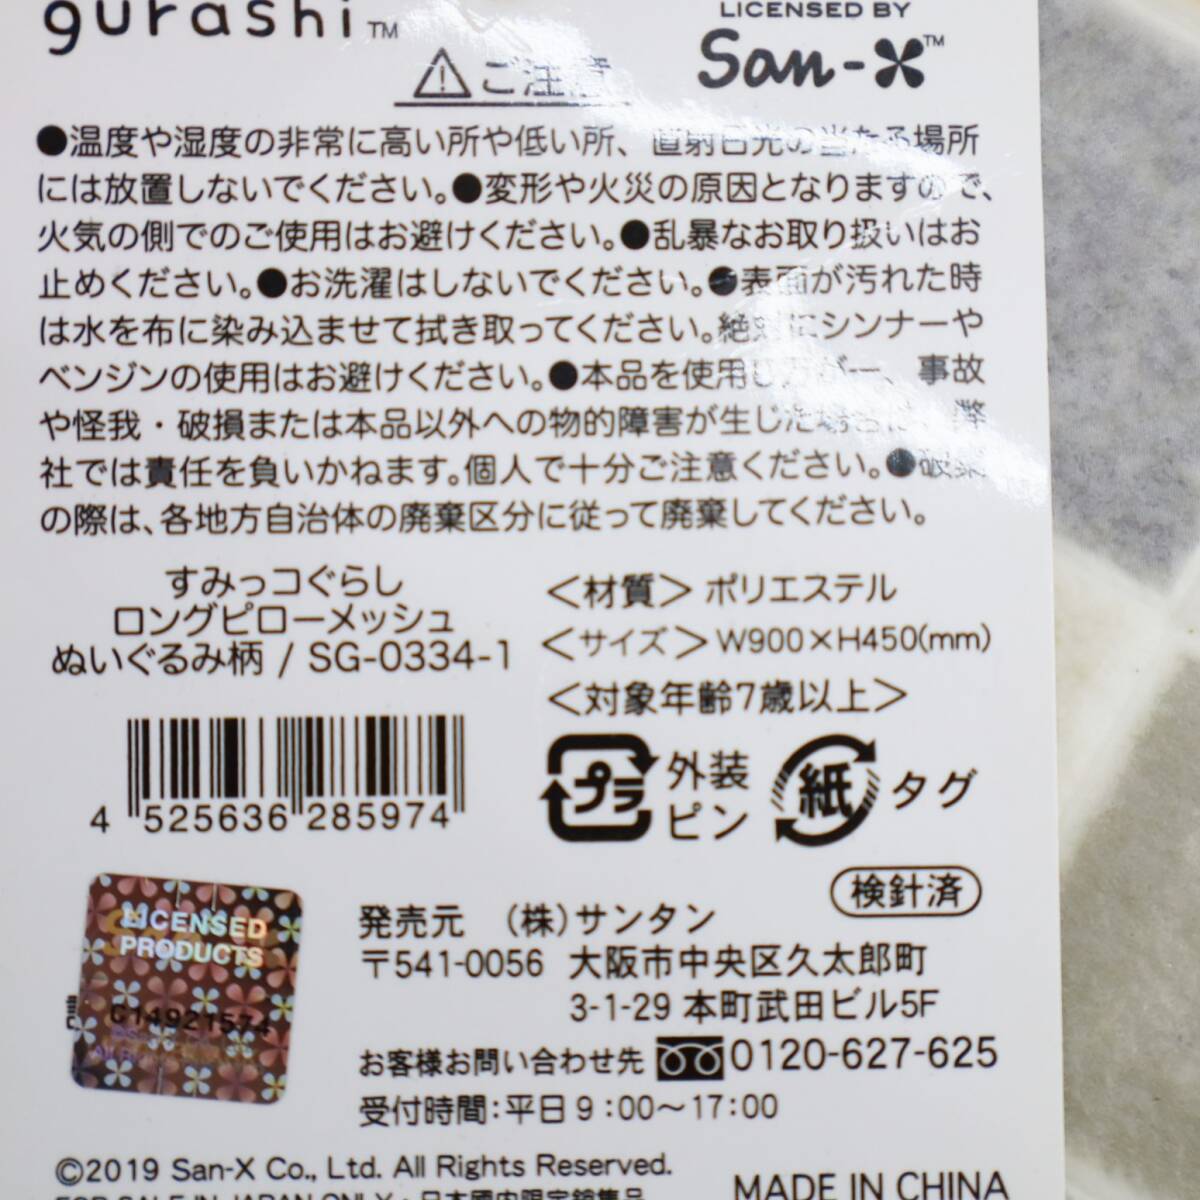 gurashi™
LICENSED BY
San-X™
ご注意
●温度や湿度の非常に高い所や低い所、直射日光の当たる場所
には放置しないでください。●変形や火災の原因となりますので、
火気の側でのご使用はお避けください。●乱暴なお取り扱いはお
止めください。●お洗濯はしないでください。●表面が汚れた時
は水を布に染み込ませて拭き取ってください。絶対にシンナーや
ベンジンの使用はお避けください。●本品を使用し万が一、事故
や怪我・破損または本品以外への物的障害が生じた場合は、弊
社では責任を負いかねます。個人で十分ご注意ください。●破棄
の際は、各地方自治体の廃棄区分に従って廃棄してください。
すみっコぐらし
ロングピローメッシュ
ぬいぐるみ柄 / SG-0334-1
＜材質＞ ポリエステル
＜サイズ＞ W900×H450(mm)
＜対象年齢7歳以上＞
プラ 外装 ピン
紙 タグ
4 525636 285974
検針済
LICENSED
PRODUCTS
C14921574
発売元 (株)サンタン
〒541-0056 大阪市中央区久太郎町
3-1-29 本町武田ビル5F
お客様お問い合わせ先 0120-627-625
受付時間：平日9：00〜17：00
©2019 San-X Co., Ltd. All Rights Reserved.
FOR SALE IN JAPAN ONLY・日本国内限定銷售品
MADE IN CHINA